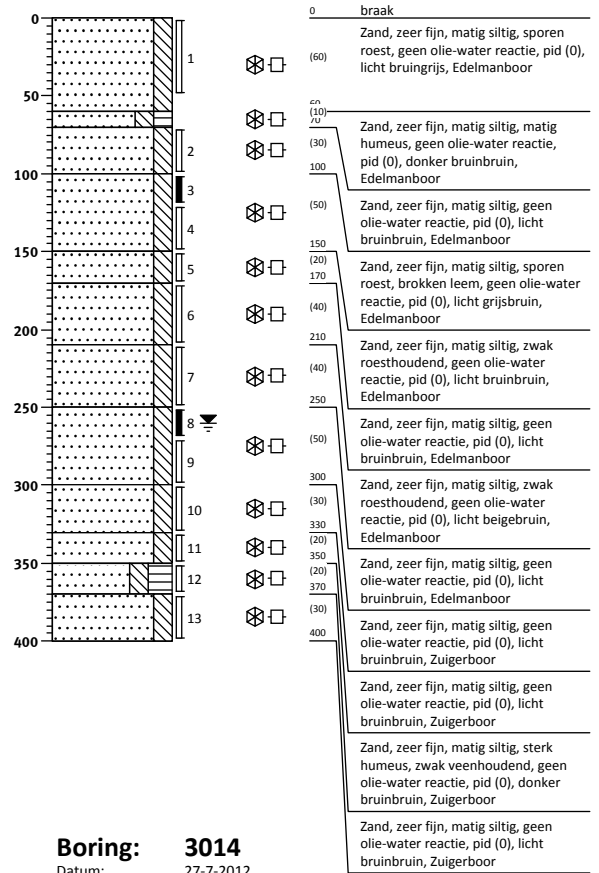 0
50
100
150
200
250
300
350
400
1
2
3
4
5
6
7
8
9
10
11
12
13
0 braak
(60)
Zand, zeer fijn, matig siltig, sporen
roest, geen olie-water reactie, pid (0),
licht bruingrijs, Edelmanboor
60
(10)
70
Zand, zeer fijn, matig siltig, matig
humeus, geen olie-water reactie,
pid (0), donker bruinbruin,
Edelmanboor
(30)
100
Zand, zeer fijn, matig siltig, geen
olie-water reactie, pid (0), licht
bruinbruin, Edelmanboor
(50)
150
Zand, zeer fijn, matig siltig, sporen
roest, brokken leem, geen olie-water
reactie, pid (0), licht grijsbruin,
Edelmanboor
(20)
170
Zand, zeer fijn, matig siltig, zwak
roesthoudend, geen olie-water
reactie, pid (0), licht bruinbruin,
Edelmanboor
(40)
210
Zand, zeer fijn, matig siltig, geen
olie-water reactie, pid (0), licht
bruinbruin, Edelmanboor
(40)
250
Zand, zeer fijn, matig siltig, zwak
roesthoudend, geen olie-water
reactie, pid (0), licht beigebruin,
Edelmanboor
(50)
300
Zand, zeer fijn, matig siltig, geen
olie-water reactie, pid (0), licht
bruinbruin, Edelmanboor
(30)
330
Zand, zeer fijn, matig siltig, geen
olie-water reactie, pid (0), licht
bruinbruin, Zuigerboor
(20)
350
Zand, zeer fijn, matig siltig, geen
olie-water reactie, pid (0), licht
bruinbruin, Zuigerboor
(20)
370
Zand, zeer fijn, matig siltig, sterk
humeus, zwak veenhoudend, geen
olie-water reactie, pid (0), donker
bruinbruin, Zuigerboor
(30)
400
Zand, zeer fijn, matig siltig, geen
olie-water reactie, pid (0), licht
bruinbruin, Zuigerboor
Boring: 3014
Datum: 27-7-2012